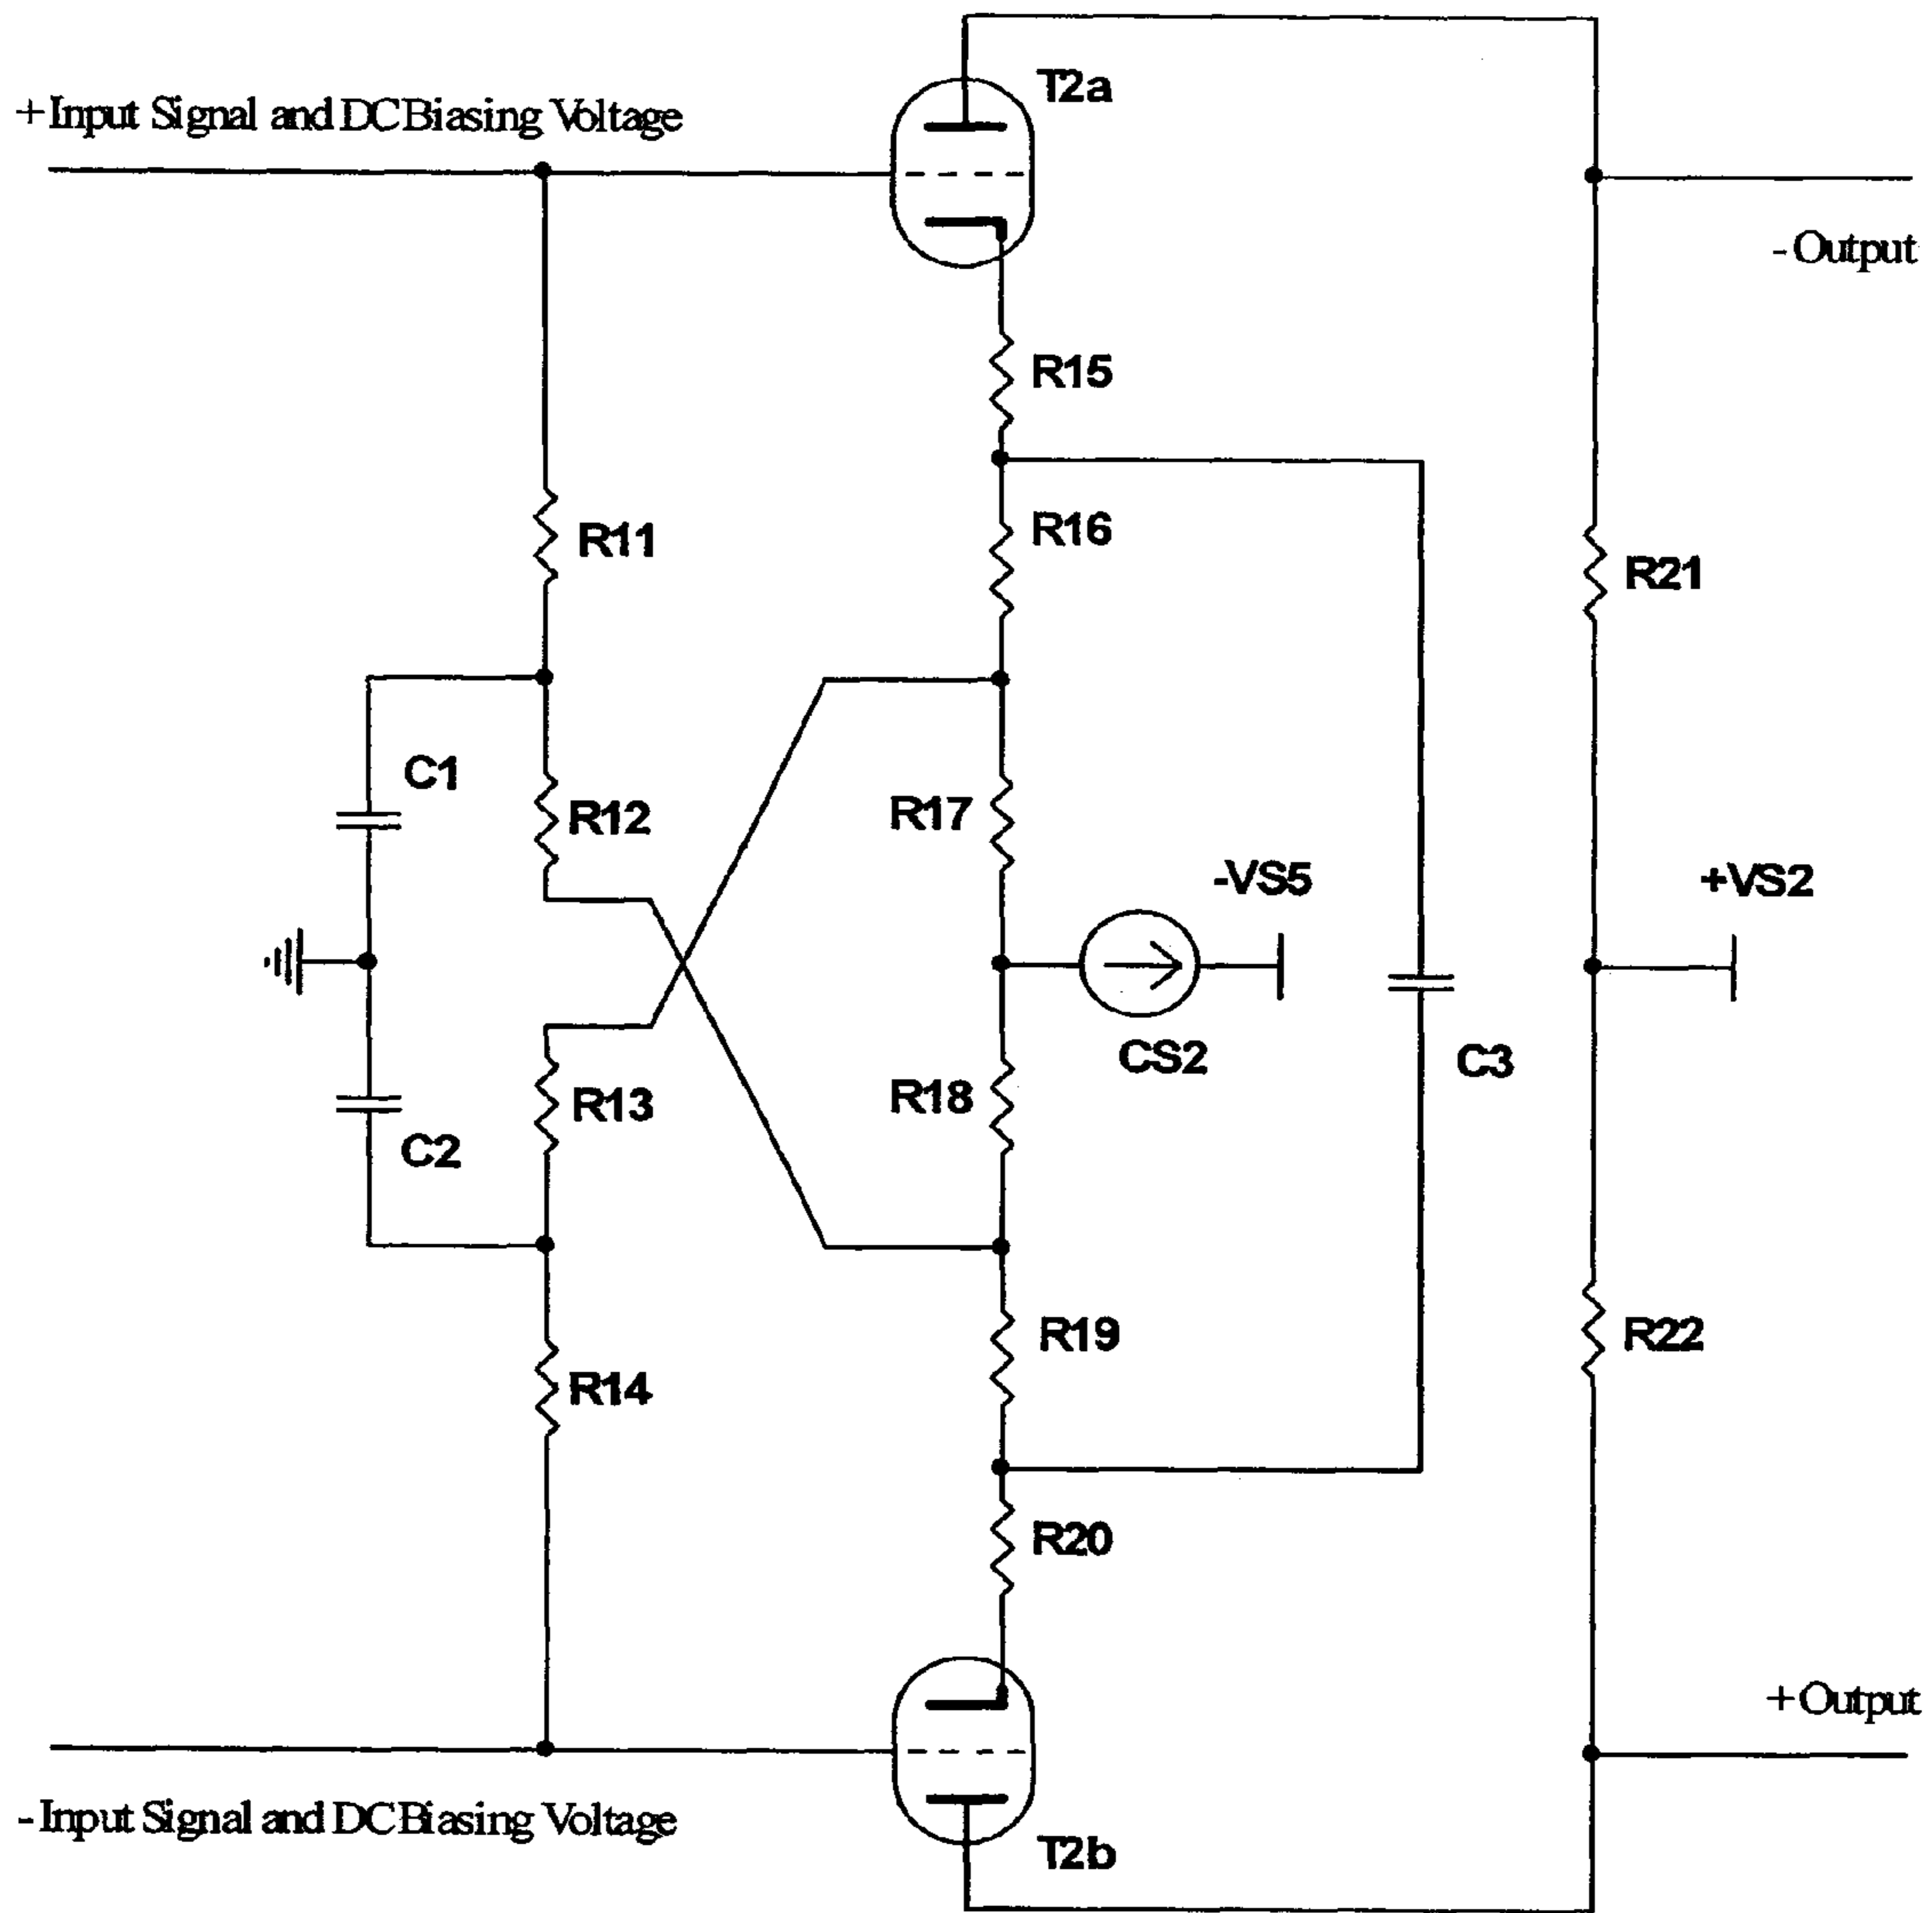 T2a
+Input Signal and DC Biasing Voltage
-Output
R15
R16
R11
R21
C1
R12
R17
-VS5
+VS2
CS2
C3
R13
R18
C2
R19
R22
R14
R20
+Output
-Input Signal and DC Biasing Voltage
T2b